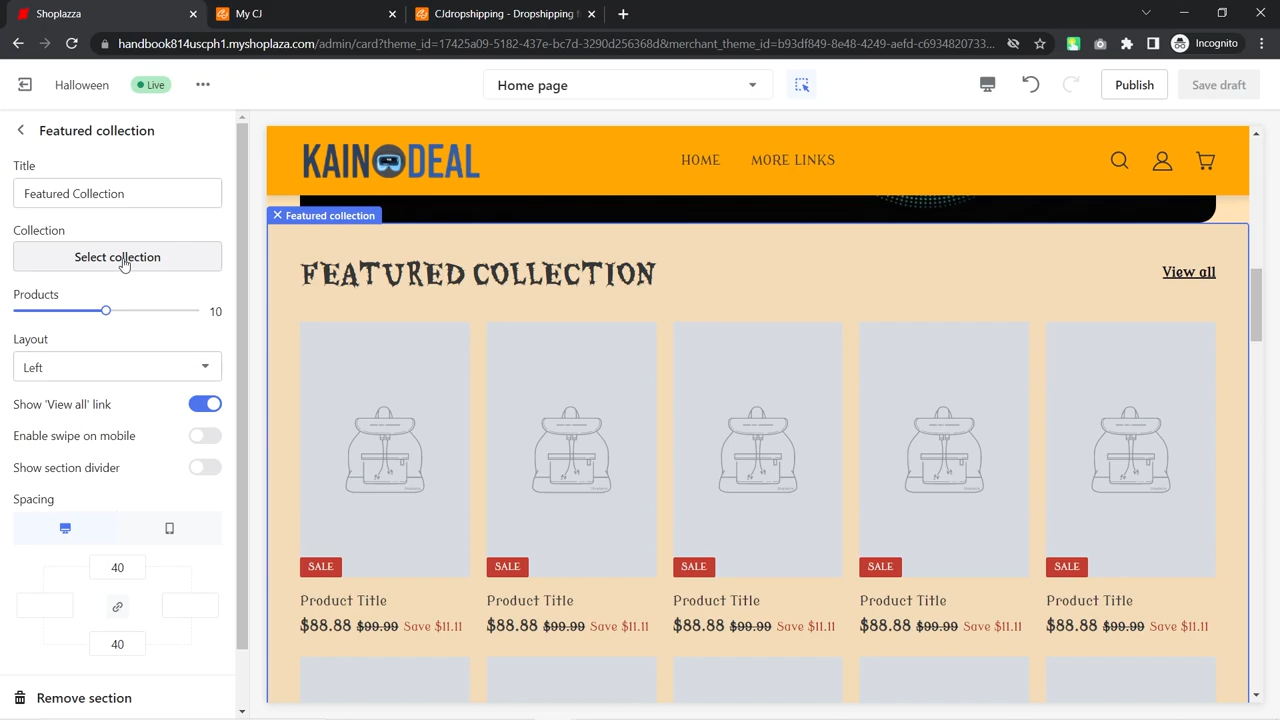 Shoplazza
My CJ
CJdropshipping - Dropshipping f
handbook814uscph1.myshoplaza.com/admin/card?theme_id=17425af9-5182-437e-bc7d-3290d256368d&merchant_theme_id=b93df849-8e48-4249-aefd-c6934820733...
Incognito
Halloween
Live
Home page
Publish
Save draft
Featured collection
Title
Featured Collection
Collection
Select collection
Products
10
Layout
Left
Show 'View all' link
Enable swipe on mobile
Show section divider
Spacing
40
40
Remove section
KAINODEAL
HOME
MORE LINKS
Featured collection
FEATURED COLLECTION
View all
SALE SALE SALE SALE SALE
Product Title Product Title Product Title Product Title Product Title
$88.88 $99.99 Save $11.11 $88.88 $99.99 Save $11.11 $88.88 $99.99 Save $11.11 $88.88 $99.99 Save $11.11 $88.88 $99.99 Save $11.11